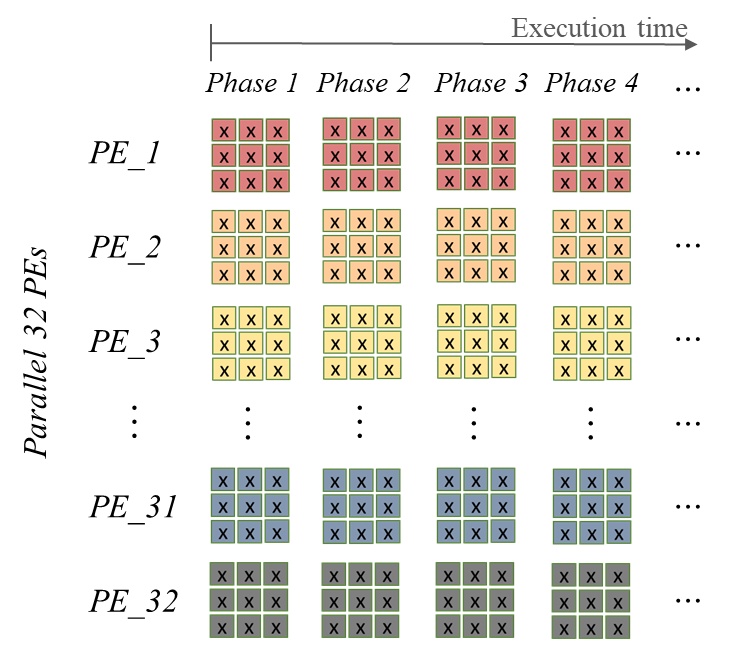 Execution time
Phase 1 Phase 2 Phase 3 Phase 4 ...
Parallel 32 PEs
x x x x x x x x x x x x
PE_1 x x x x x x x x x x x x ...
x x x x x x x x x x x x
x x x x x x x x x x x x
PE_2 x x x x x x x x x x x x ...
x x x x x x x x x x x x
x x x x x x x x x x x x
PE_3 x x x x x x x x x x x x ...
x x x x x x x x x x x x
⋮ ⋮ ⋮ ⋮ ⋮ ...
x x x x x x x x x x x x
PE_31 x x x x x x x x x x x x ...
x x x x x x x x x x x x
x x x x x x x x x x x x
PE_32 x x x x x x x x x x x x ...
x x x x x x x x x x x x